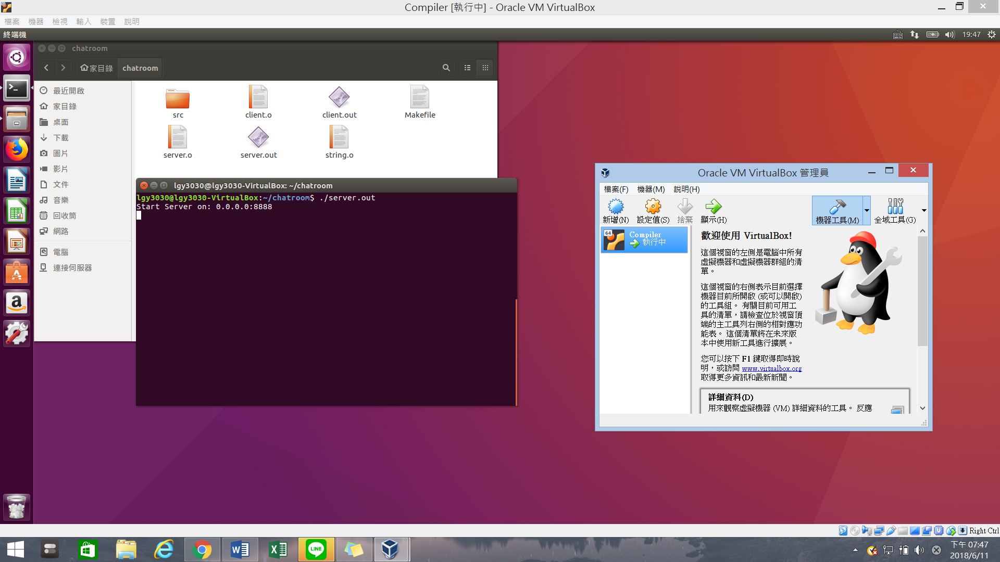 Compiler [執行中] - Oracle VM VirtualBox
檔案 機器 檢視 輸入 裝置 說明
終端機
19:47
chatroom
家目錄 chatroom
最近開啟
家目錄
桌面
下載
圖片
影片
文件
音樂
回收筒
網路
電腦
連接伺服器
src client.o client.out Makefile
server.o server.out string.o
lgy3030@lgy3030-VirtualBox: ~/chatroom
lgy3030@lgy3030-VirtualBox:~/chatroom$ ./server.out
Start Server on: 0.0.0.0:8888
Oracle VM VirtualBox 管理員
檔案(F) 機器(M) 說明(H)
新增(N) 設定值(S) 捨棄 顯示(H) 機器工具(M) 全域工具(G)
64
Compiler
執行中
歡迎使用 VirtualBox!
這個視窗的左側是電腦中所有
虛擬機器和虛擬機器群組的清
單。
這個視窗的右側表示目前選擇
機器目前所開啟 (或可以開啟)
的工具組。 有關目前可用工
具的清單，請檢查位於視窗頂
端的主工具列右側的相對應功
能表。 這個清單將在未來版
本中使用新工具進行擴展。
您可以按下 F1 鍵取得即時說
明，或訪問 www.virtualbox.org
取得更多資訊和最新新聞。
詳細資料(D)
用來觀察虛擬機器 (VM) 詳細資料的工具。 反應
Right Ctrl
LINE
下午 07:47
2018/6/11